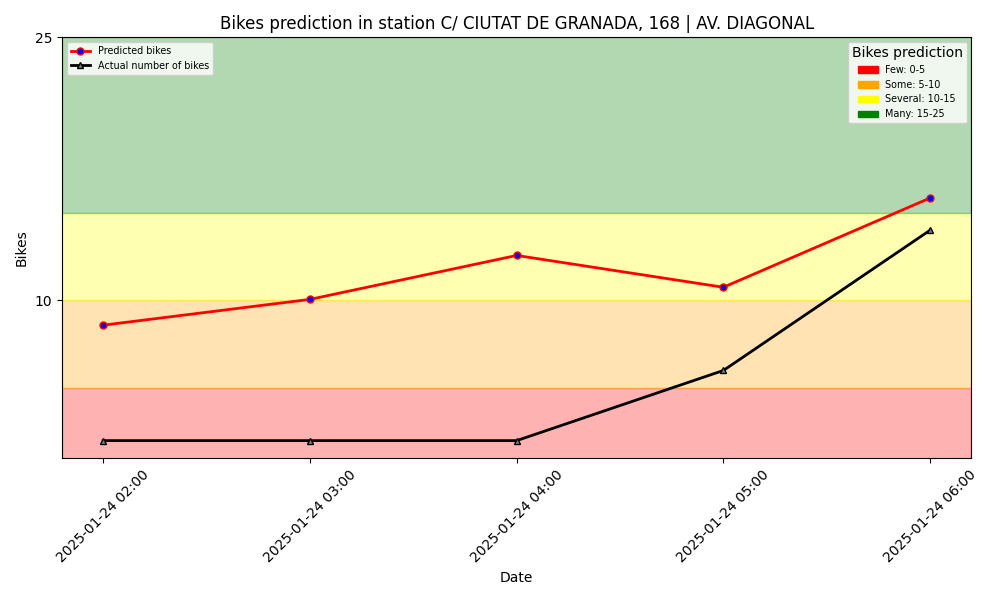 Bikes prediction in station C/ CIUTAT DE GRANADA, 168 | AV. DIAGONAL
25
10
Bikes
Predicted bikes
Actual number of bikes
Bikes prediction
Few: 0-5
Some: 5-10
Several: 10-15
Many: 15-25
2025-01-24 02:00
2025-01-24 03:00
2025-01-24 04:00
2025-01-24 05:00
2025-01-24 06:00
Date